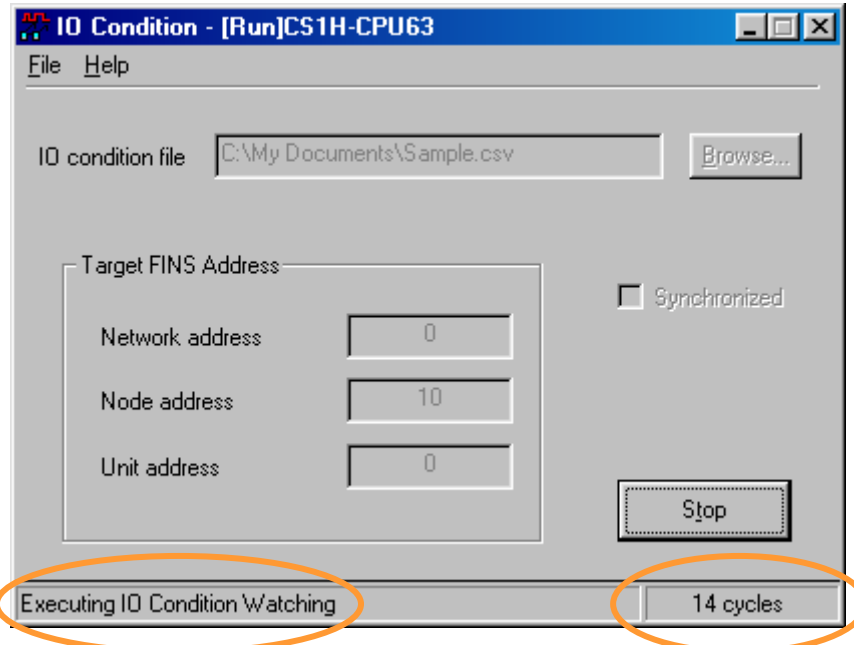 IO Condition - [Run]CS1H-CPU63
File Help
IO condition file C:\My Documents\Sample.csv Browse...
Target FINS Address
Synchronized
Network address 0
Node address 10
Unit address 0
Stop
Executing IO Condition Watching 14 cycles